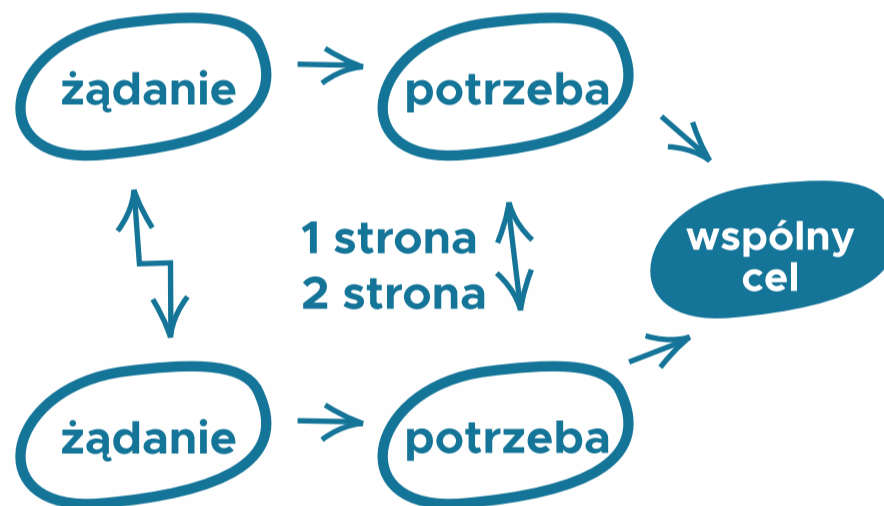 żądanie
potrzeba
1 strona
2 strona
wspólny
cel
żądanie
potrzeba